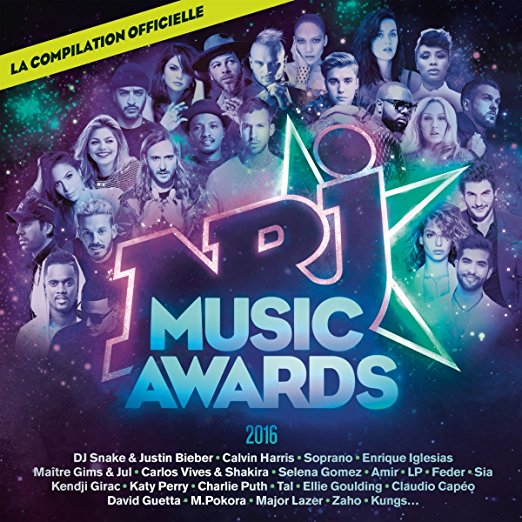 LA COMPILATION OFFICIELLE
NRJ
MUSIC
AWARDS
2016
DJ Snake & Justin Bieber • Calvin Harris • Soprano • Enrique Iglesias
Maître Gims & Jul • Carlos Vives & Shakira • Selena Gomez • Amir • LP • Feder • Sia
Kendji Girac • Katy Perry • Charlie Puth • Tal • Ellie Goulding • Claudio Capéo
David Guetta • M.Pokora • Major Lazer • Zaho • Kungs...